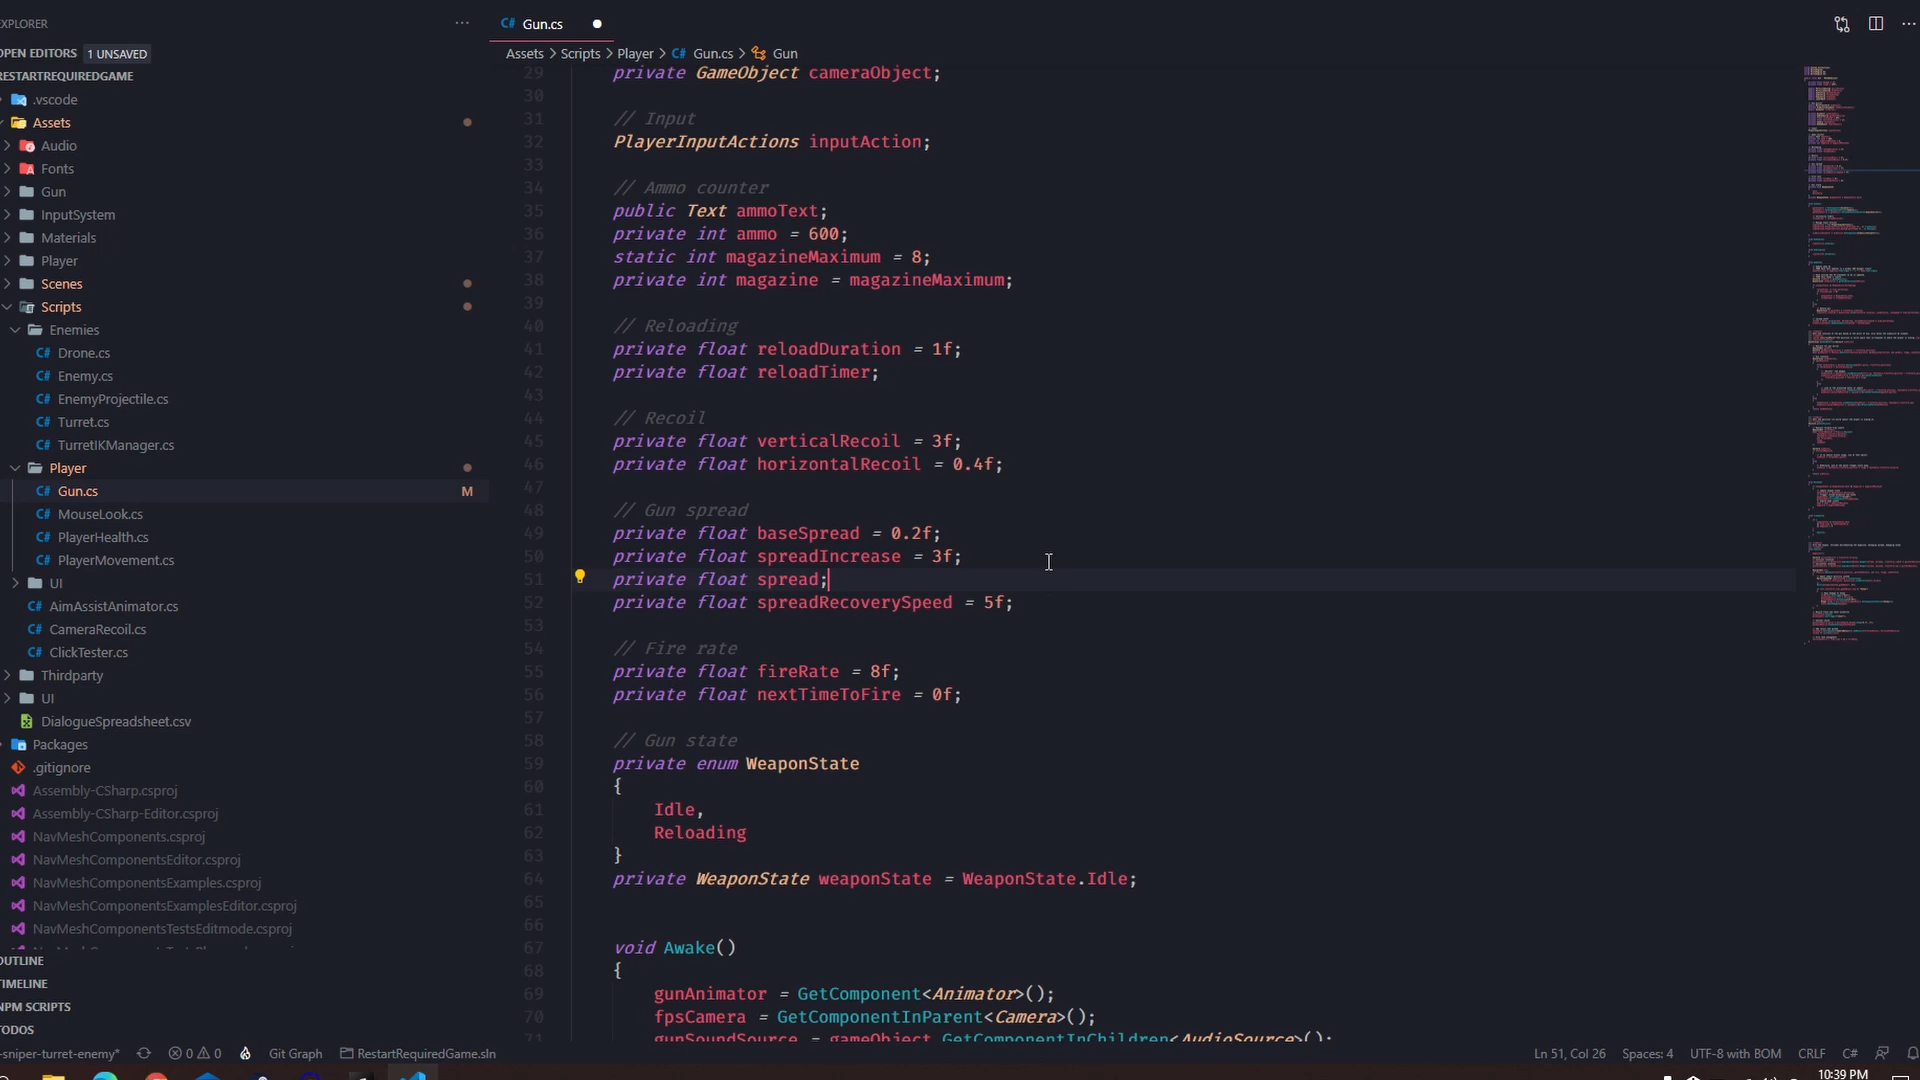 EXPLORER
OPEN EDITORS 1 UNSAVED
RESTARTREQUIREDGAME
.vscode
Assets
Audio
Fonts
Gun
InputSystem
Materials
Player
Scenes
Scripts
Enemies
C# Drone.cs
C# Enemy.cs
C# EnemyProjectile.cs
C# Turret.cs
C# TurretIKManager.cs
Player
C# Gun.cs M
C# MouseLook.cs
C# PlayerHealth.cs
C# PlayerMovement.cs
UI
C# AimAssistAnimator.cs
C# CameraRecoil.cs
C# ClickTester.cs
Thirdparty
UI
DialogueSpreadsheet.csv
Packages
.gitignore
Assembly-CSharp.csproj
Assembly-CSharp-Editor.csproj
NavMeshComponents.csproj
NavMeshComponentsEditor.csproj
NavMeshComponentsExamples.csproj
NavMeshComponentsExamplesEditor.csproj
NavMeshComponentsTestsEditmode.csproj
OUTLINE
TIMELINE
NPM SCRIPTS
TODOS
C# Gun.cs
Assets > Scripts > Player > C# Gun.cs > Gun
29 private GameObject cameraObject;
30
31 // Input
32 PlayerInputActions inputAction;
33
34 // Ammo counter
35 public Text ammoText;
36 private int ammo = 600;
37 static int magazineMaximum = 8;
38 private int magazine = magazineMaximum;
39
40 // Reloading
41 private float reloadDuration = 1f;
42 private float reloadTimer;
43
44 // Recoil
45 private float verticalRecoil = 3f;
46 private float horizontalRecoil = 0.4f;
47
48 // Gun spread
49 private float baseSpread = 0.2f;
50 private float spreadIncrease = 3f;
51 private float spread;
52 private float spreadRecoverySpeed = 5f;
53
54 // Fire rate
55 private float fireRate = 8f;
56 private float nextTimeToFire = 0f;
57
58 // Gun state
59 private enum WeaponState
60 {
61 Idle,
62 Reloading
63 }
64 private WeaponState weaponState = WeaponState.Idle;
65
66
67 void Awake()
68 {
69 gunAnimator = GetComponent<Animator>();
70 fpsCamera = GetComponentInParent<Camera>();
71 gunSoundSource = gameObject.GetComponentInChildren<AudioSource>();
-sniper-turret-enemy* 0 0 Git Graph RestartRequiredGame.sln Ln 51, Col 26 Spaces: 4 UTF-8 with BOM CRLF C#
10:39 PM